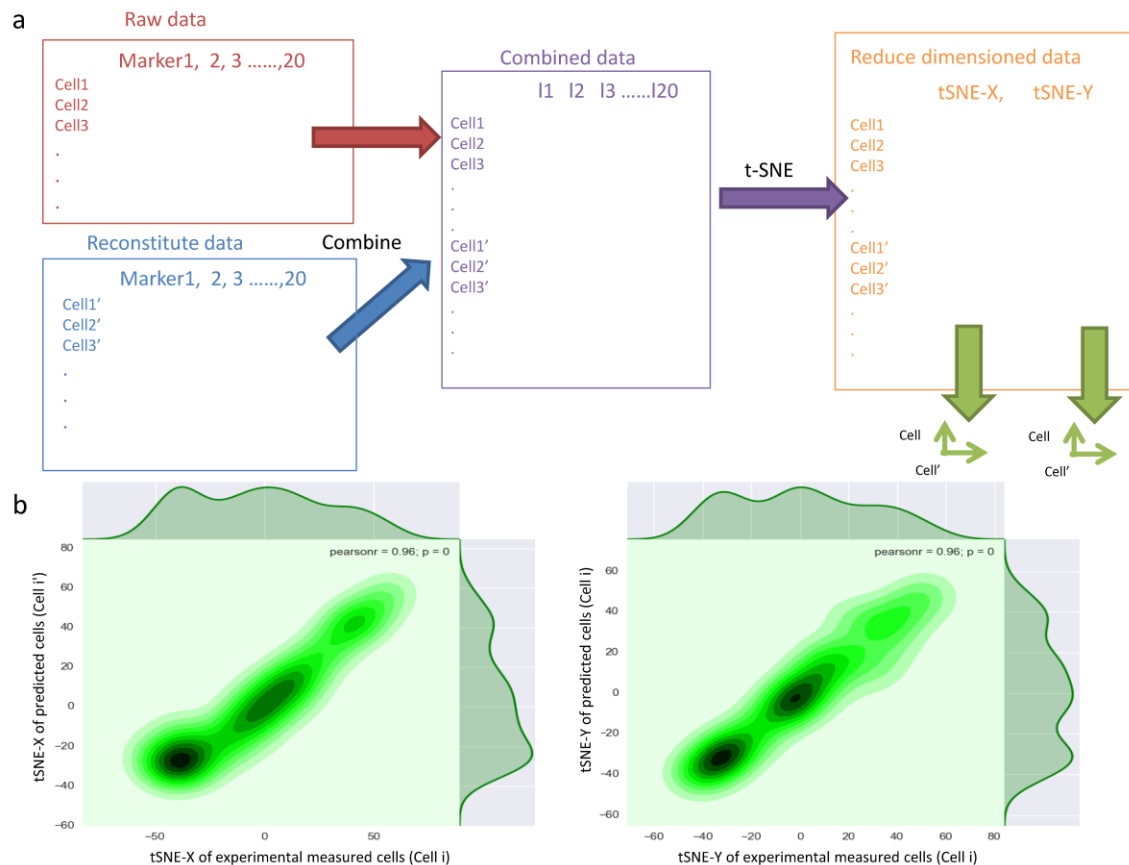 a
Raw data
Marker1, 2, 3 ……,20
Cell1
Cell2
Cell3
.
.
.
Reconstitute data
Marker1, 2, 3 ……,20
Cell1’
Cell2’
Cell3’
.
.
.
Combine
Combined data
I1 I2 I3 ……I20
Cell1
Cell2
Cell3
.
.
.
Cell1’
Cell2’
Cell3’
.
.
.
t-SNE
Reduce dimensioned data
tSNE-X, tSNE-Y
Cell1
Cell2
Cell3
.
.
.
Cell1’
Cell2’
Cell3’
.
.
.
Cell
Cell’
Cell
Cell’
b
pearsonr = 0.96; p = 0
tSNE-X of predicted cells (Cell i’)
80
60
40
20
0
−20
−40
−60
−50 0 50
tSNE-X of experimental measured cells (Cell i)
pearsonr = 0.96; p = 0
tSNE-Y of predicted cells (Cell i)
60
40
20
0
−20
−40
−60
−60 −40 −20 0 20 40 60 80
tSNE-Y of experimental measured cells (Cell i)